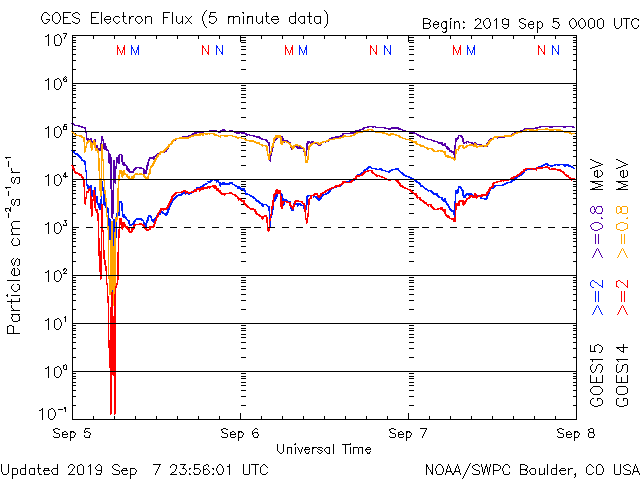 GOES Electron Flux (5 minute data)
Begin: 2019 Sep 5 0000 UTC
M M N N M M N N M M N N
10⁷
10⁶
10⁵
10⁴
10³
10²
10¹
10⁰
10⁻¹
Particles cm⁻²s⁻¹sr⁻¹
Sep 5 Sep 6 Sep 7 Sep 8
Universal Time
GOES15 >=2 >=0.8 MeV
GOES14 >=2 >=0.8 MeV
Updated 2019 Sep 7 23:56:01 UTC
NOAA/SWPC Boulder, CO USA